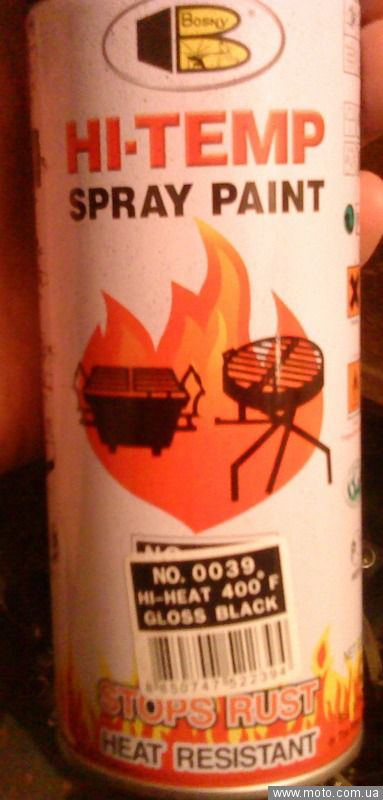 BOSNY
HI-TEMP
SPRAY PAINT
NO. 0039
HI-HEAT 400°F
GLOSS BLACK
STOPS RUST
HEAT RESISTANT
www.moto.com.ua